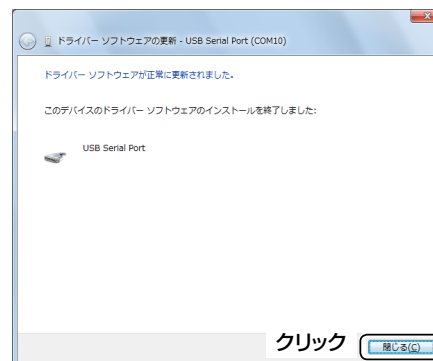 ドライバー ソフトウェアの更新 - USB Serial Port (COM10)
ドライバー ソフトウェアが正常に更新されました。
このデバイスのドライバー ソフトウェアのインストールを終了しました:
USB Serial Port
クリック
閉じる(C)